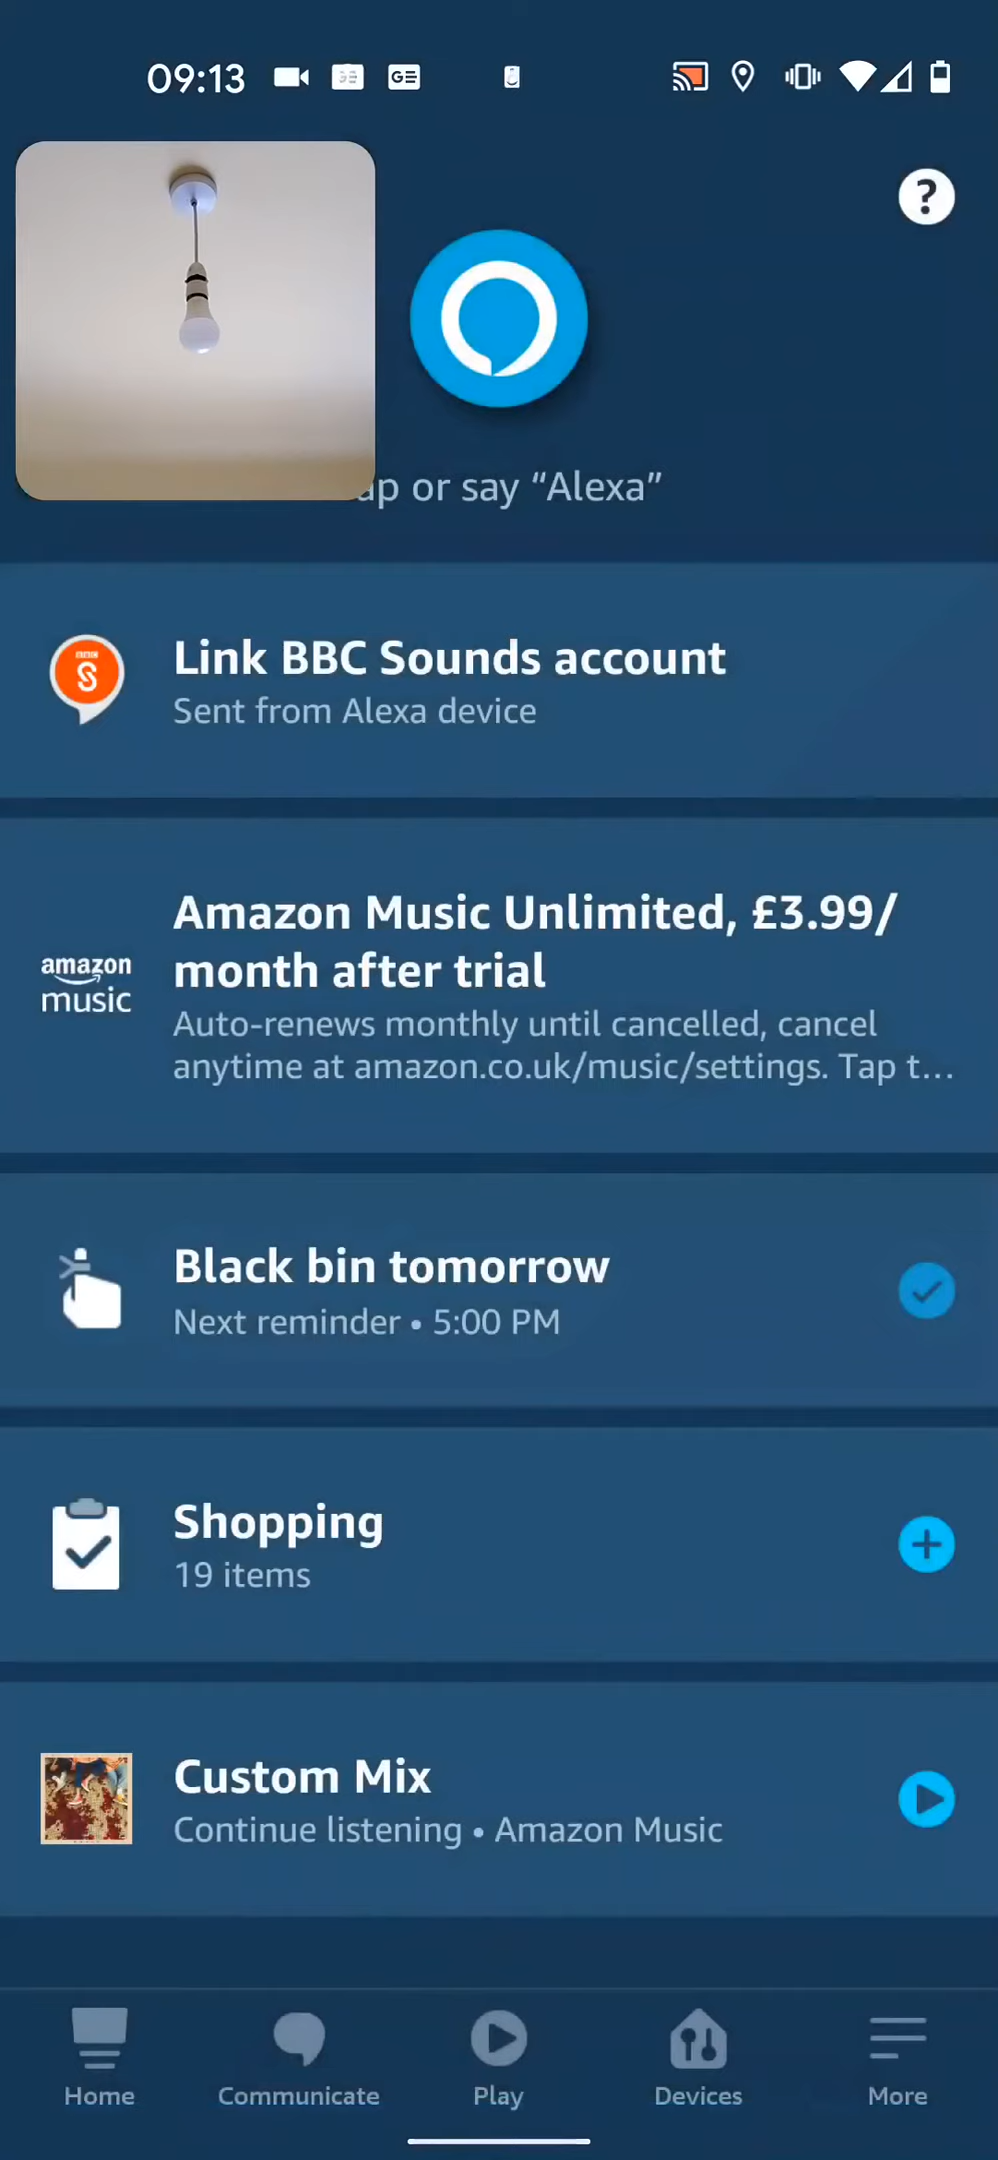 09:13
GE
GE
?
ap or say “Alexa”
BBC
S
Link BBC Sounds account
Sent from Alexa device
amazon
music
Amazon Music Unlimited, £3.99/
month after trial
Auto-renews monthly until cancelled, cancel
anytime at amazon.co.uk/music/settings. Tap t...
Black bin tomorrow
Next reminder • 5:00 PM
Shopping
19 items
Custom Mix
Continue listening • Amazon Music
Home
Communicate
Play
Devices
More